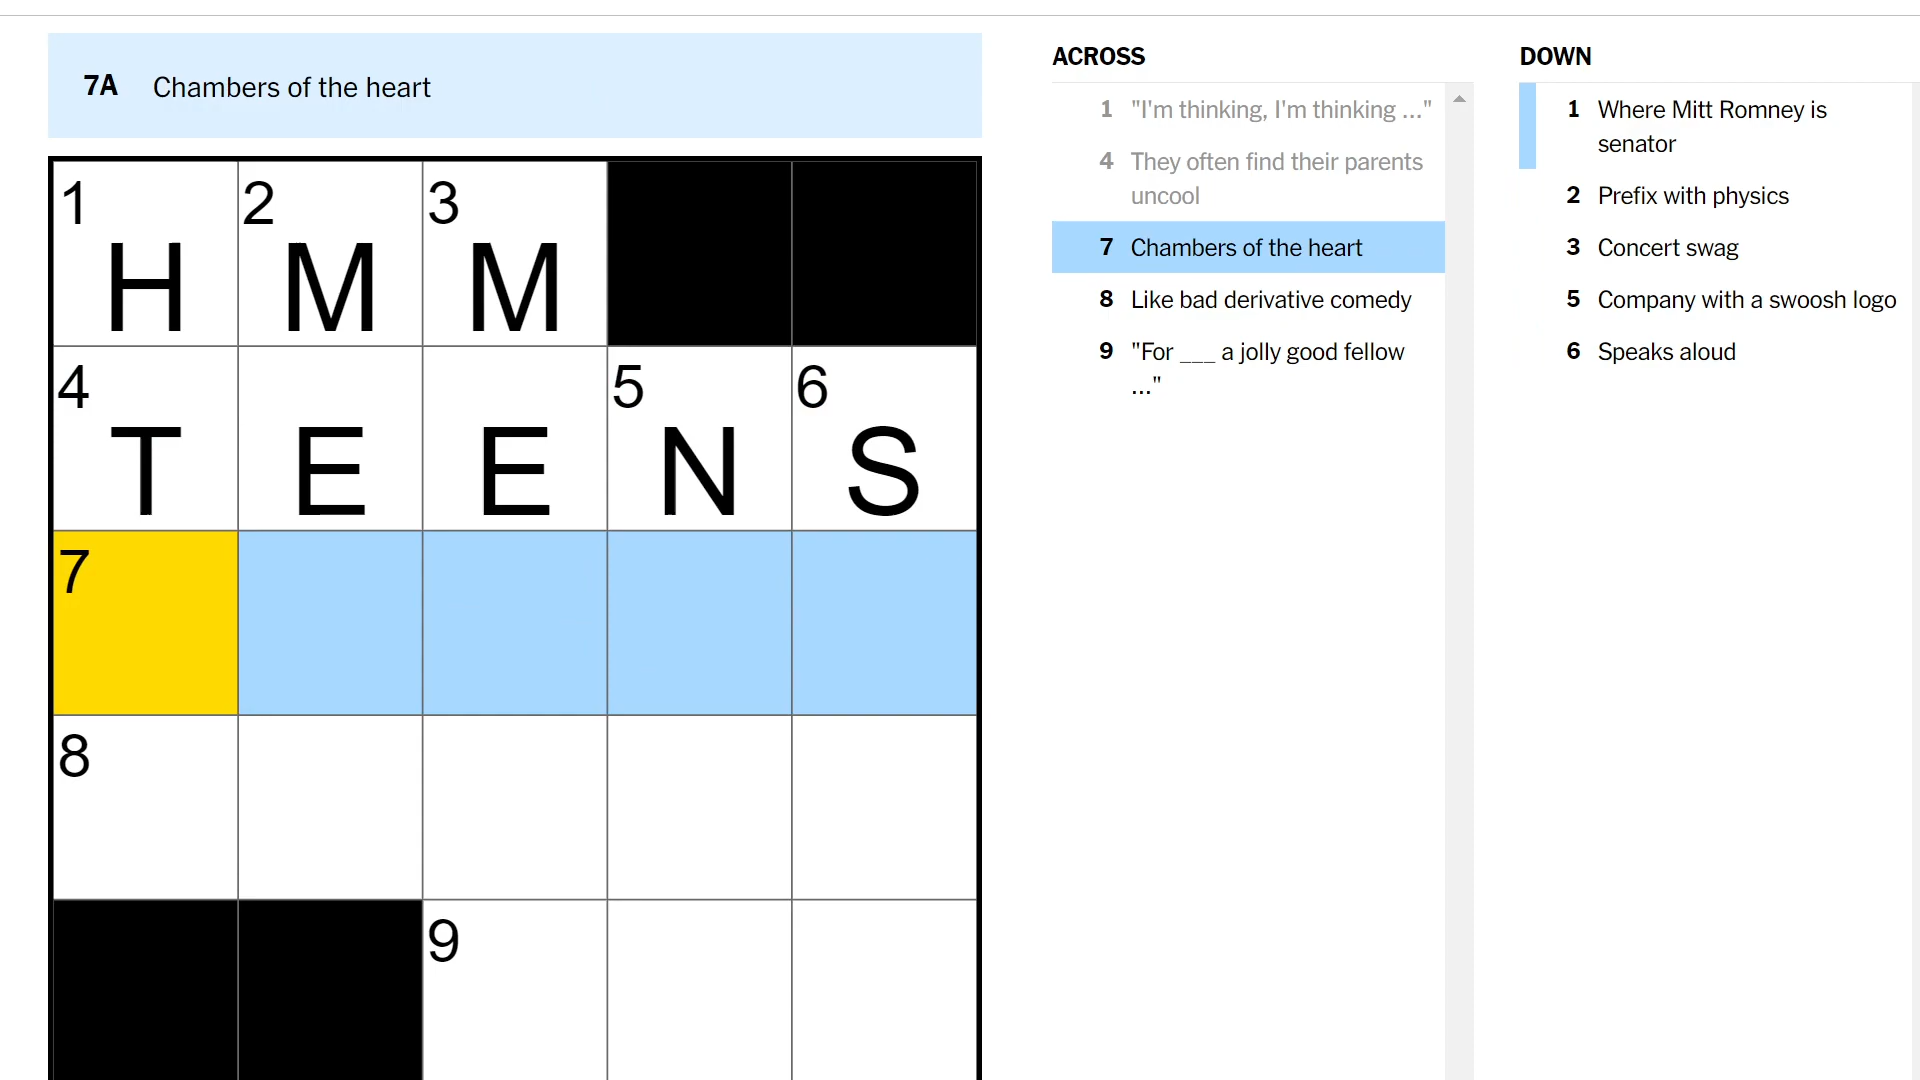 7A Chambers of the heart
1 2 3
H M M
4 5 6
T E E N S
7
8
9
ACROSS
1 "I'm thinking, I'm thinking ..."
4 They often find their parents
uncool
7 Chambers of the heart
8 Like bad derivative comedy
9 "For ___ a jolly good fellow
..."
DOWN
1 Where Mitt Romney is
senator
2 Prefix with physics
3 Concert swag
5 Company with a swoosh logo
6 Speaks aloud